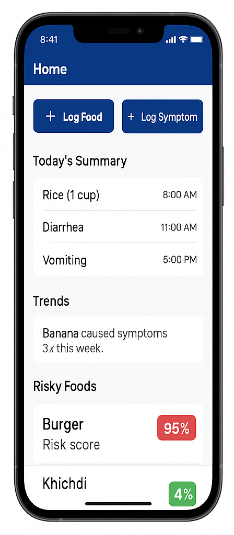 8:41
Home
+ Log Food
+ Log Symptom
Today's Summary
Rice (1 cup) 8:00 AM
Diarrhea 11:00 AM
Vomiting 5:00 PM
Trends
Banana caused symptoms
3x this week.
Risky Foods
Burger 95%
Risk score
Khichdi 4%